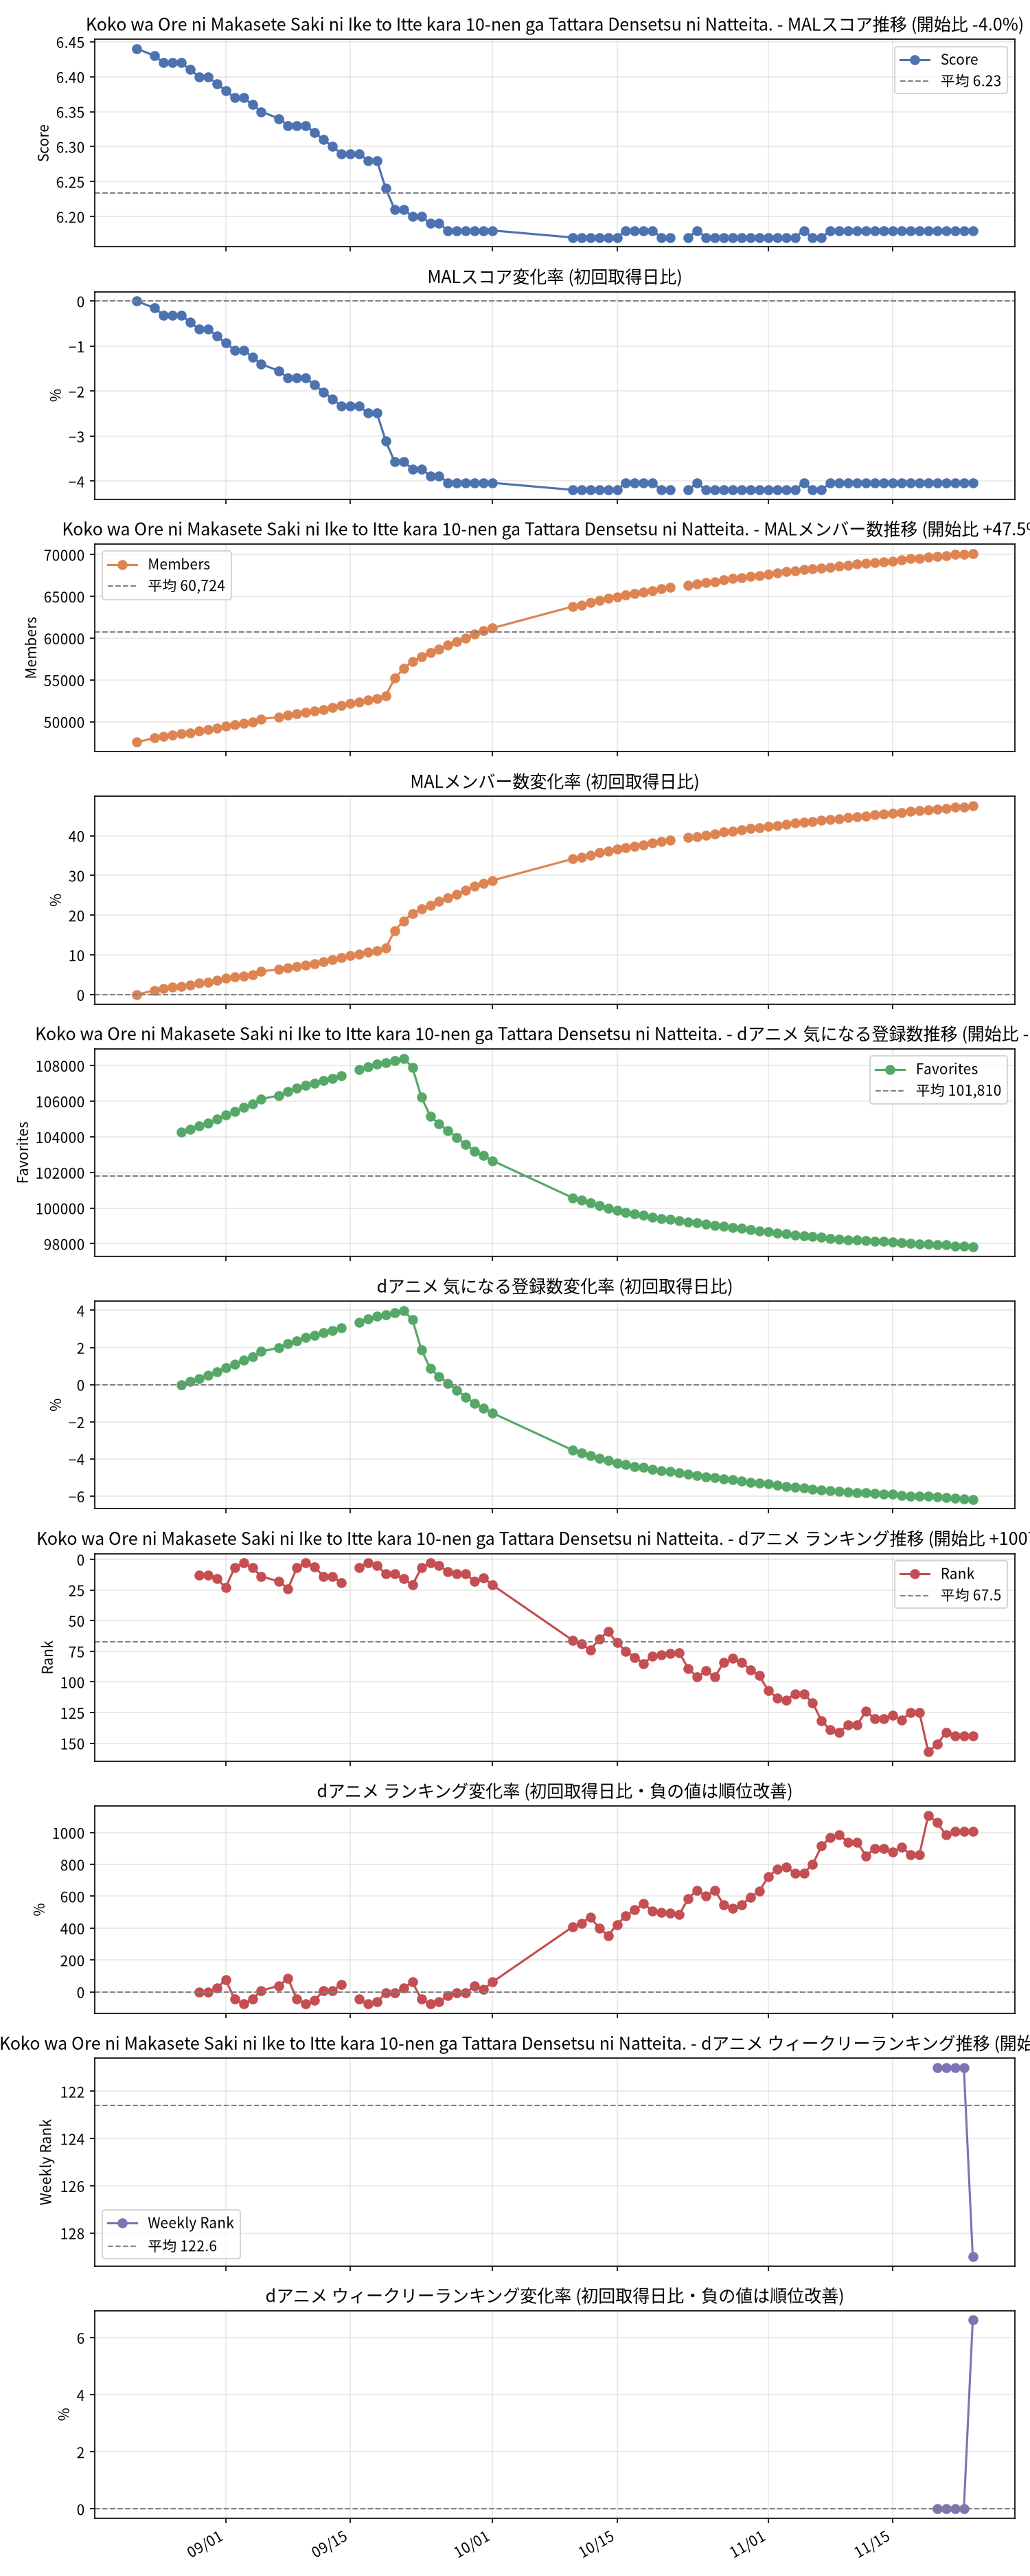 Koko wa Ore ni Makasete Saki ni Ike to Itte kara 10-nen ga Tattara Densetsu ni Natteita. - MALスコア推移 (開始比 -4.0%)
6.45
6.40
6.35
6.30
6.25
6.20
Score
Score
平均 6.23
MALスコア変化率 (初回取得日比)
0
−1
−2
−3
−4
%
Koko wa Ore ni Makasete Saki ni Ike to Itte kara 10-nen ga Tattara Densetsu ni Natteita. - MALメンバー数推移 (開始比 +47.5%
70000
65000
60000
55000
50000
Members
Members
平均 60,724
MALメンバー数変化率 (初回取得日比)
40
30
20
10
0
%
Koko wa Ore ni Makasete Saki ni Ike to Itte kara 10-nen ga Tattara Densetsu ni Natteita. - dアニメ 気になる登録数推移 (開始比 -
108000
106000
104000
102000
100000
98000
Favorites
Favorites
平均 101,810
dアニメ 気になる登録数変化率 (初回取得日比)
4
2
0
−2
−4
−6
%
Koko wa Ore ni Makasete Saki ni Ike to Itte kara 10-nen ga Tattara Densetsu ni Natteita. - dアニメ ランキング推移 (開始比 +100
0
25
50
75
100
125
150
Rank
Rank
平均 67.5
dアニメ ランキング変化率 (初回取得日比・負の値は順位改善)
1000
800
600
400
200
0
%
Koko wa Ore ni Makasete Saki ni Ike to Itte kara 10-nen ga Tattara Densetsu ni Natteita. - dアニメ ウィークリーランキング推移 (開始
122
124
126
128
Weekly Rank
Weekly Rank
平均 122.6
dアニメ ウィークリーランキング変化率 (初回取得日比・負の値は順位改善)
6
4
2
0
%
09/01
09/15
10/01
10/15
11/01
11/15